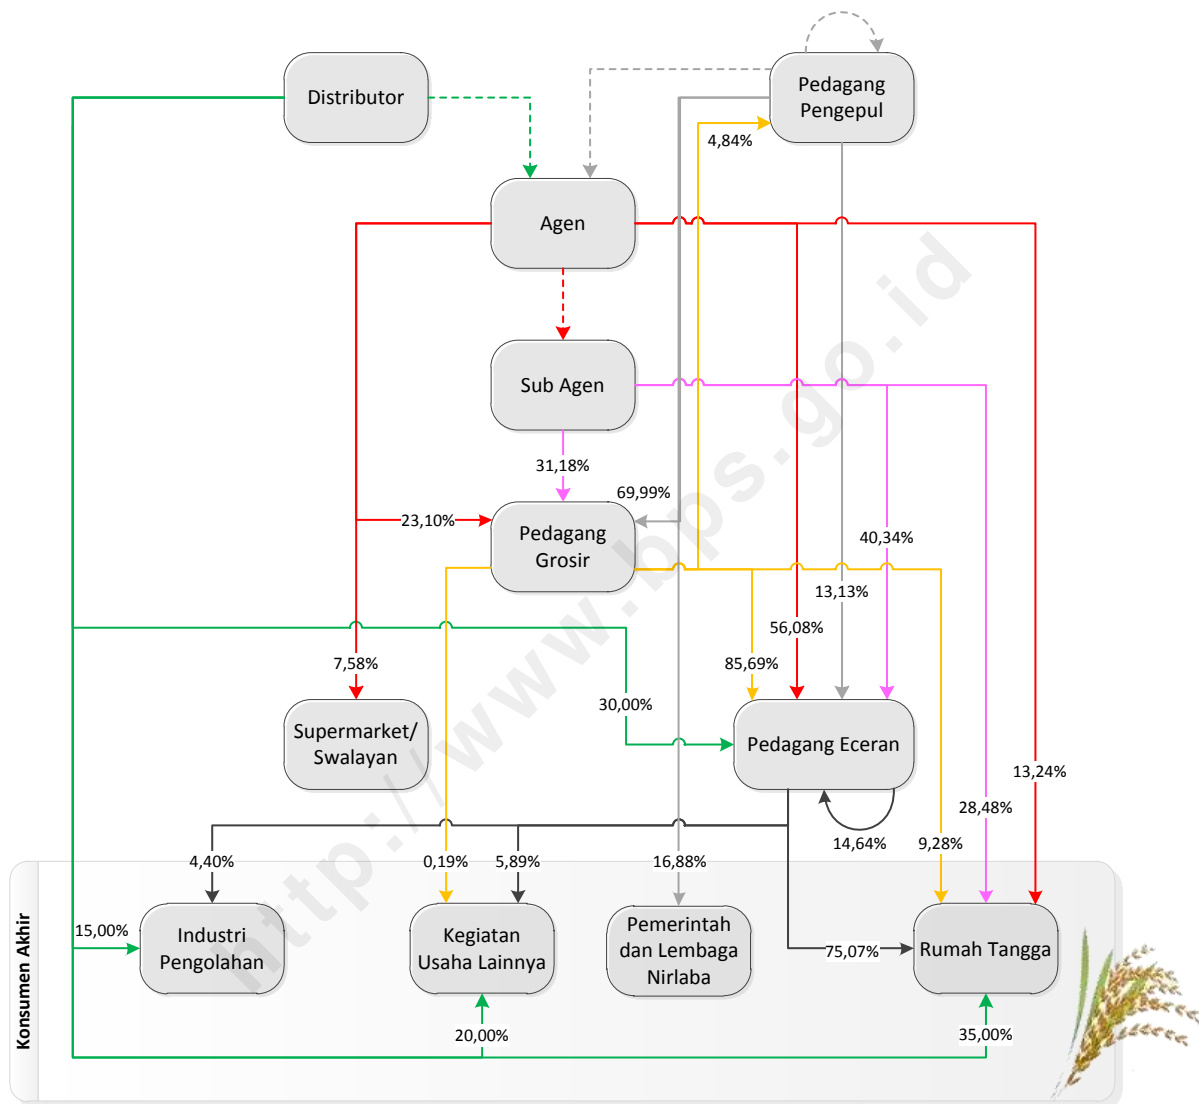 Distributor
Pedagang
Pengepul
4,84%
Agen
Sub Agen
31,18%
69,99%
23,10%
Pedagang
Grosir
40,34%
13,13%
56,08%
85,69%
7,58%
30,00%
Supermarket/
Swalayan
Pedagang Eceran
13,24%
28,48%
14,64%
9,28%
4,40%
0,19%
5,89%
16,88%
Konsumen Akhir
15,00%
Industri
Pengolahan
Kegiatan
Usaha Lainnya
Pemerintah
dan Lembaga
Nirlaba
75,07%
Rumah Tangga
20,00%
35,00%
http://www.bps.go.id